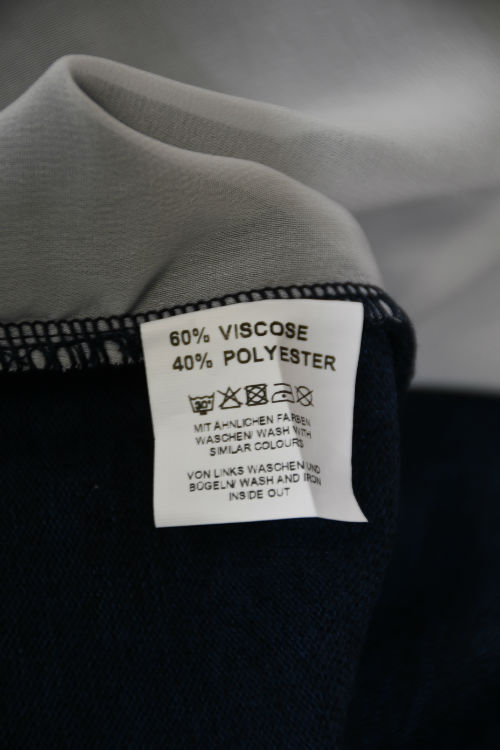 60% VISCOSE
40% POLYESTER
30°
MIT ÄHNLICHEN FARBEN
WASCHEN/ WASH WITH
SIMILAR COLOURS
VON LINKS WASCHEN UND
BÜGELN/ WASH AND IRON
INSIDE OUT